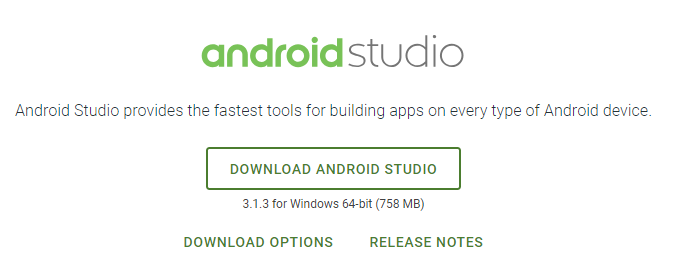 androidstudio
Android Studio provides the fastest tools for building apps on every type of Android device.
DOWNLOAD ANDROID STUDIO
3.1.3 for Windows 64-bit (758 MB)
DOWNLOAD OPTIONS RELEASE NOTES